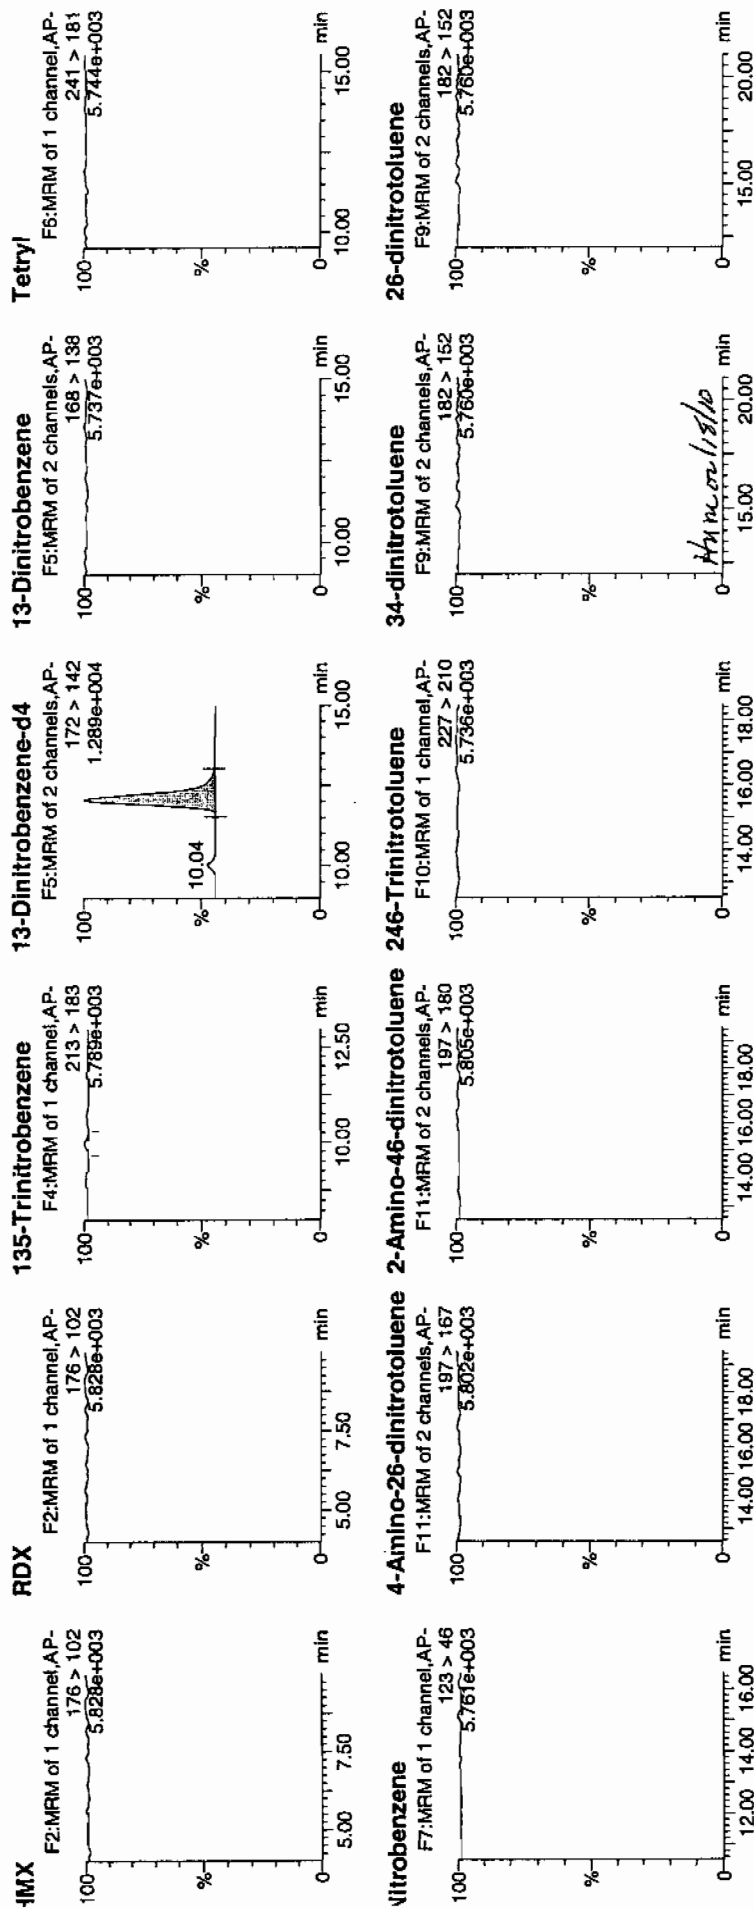 HMX
F2:MRM of 1 channel,AP-
176 > 102
5.828e+003
100
%
0
5.00
7.50
min
RDX
F2:MRM of 1 channel,AP-
176 > 102
5.828e+003
100
%
0
5.00
7.50
min
135-Trinitrobenzene
F4:MRM of 1 channel,AP-
213 > 183
5.789e+003
100
%
0
10.00
12.50
min
13-Dinitrobenzene-d4
F5:MRM of 2 channels,AP-
172 > 142
1.289e+004
100
10.04
%
0
10.00
15.00
min
13-Dinitrobenzene
F5:MRM of 2 channels,AP-
168 > 138
5.737e+003
100
%
0
10.00
15.00
min
Tetryl
F6:MRM of 1 channel,AP-
241 > 181
5.744e+003
100
%
0
10.00
15.00
min
Nitrobenzene
F7:MRM of 1 channel,AP-
123 > 46
5.761e+003
100
%
0
12.00 14.00 16.00
min
4-Amino-26-dinitrotoluene
F11:MRM of 2 channels,AP-
197 > 167
5.802e+003
100
%
0
14.00 16.00 18.00
min
2-Amino-46-dinitrotoluene
F11:MRM of 2 channels,AP-
197 > 180
5.805e+003
100
%
0
14.00 16.00 18.00
min
246-Trinitrotoluene
F10:MRM of 1 channel,AP-
227 > 210
5.736e+003
100
%
0
14.00 16.00 18.00
min
34-dinitrotoluene
F9:MRM of 2 channels,AP-
182 > 152
5.760e+003
100
%
0
15.00
20.00
min
26-dinitrotoluene
F9:MRM of 2 channels,AP-
182 > 152
5.760e+003
100
%
0
15.00
20.00
min